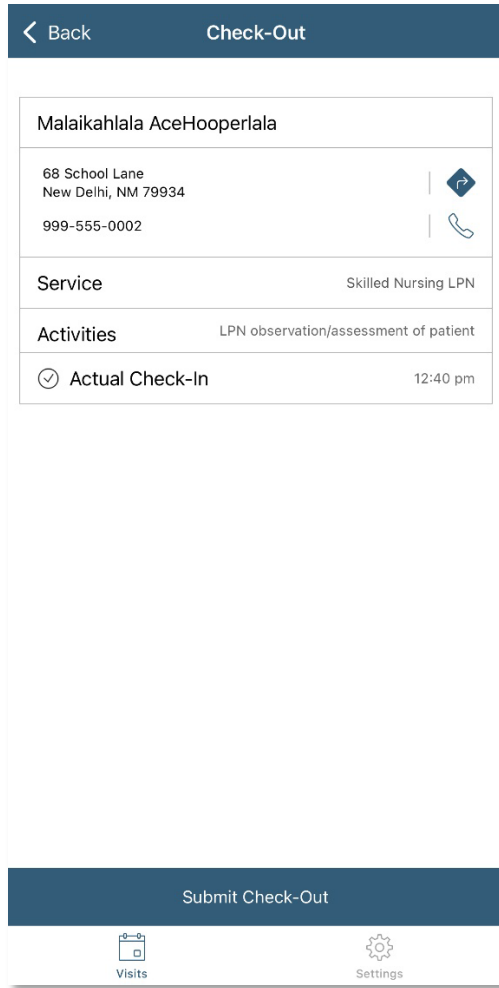 Back
Check-Out
Malaikahlala AceHooperlala
68 School Lane
New Delhi, NM 79934
999-555-0002
Service
Skilled Nursing LPN
Activities
LPN observation/assessment of patient
Actual Check-In
12:40 pm
Submit Check-Out
Visits
Settings